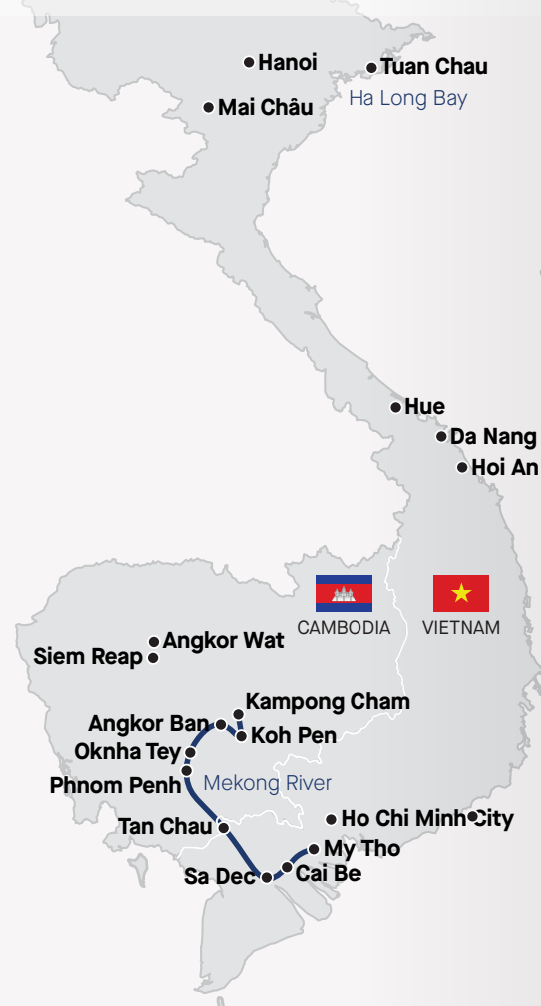 Hanoi
Tuan Chau
Ha Long Bay
Mai Châu
Hue
Da Nang
Hoi An
CAMBODIA
VIETNAM
Angkor Wat
Siem Reap
Kampong Cham
Angkor Ban
Koh Pen
Oknha Tey
Phnom Penh
Mekong River
Tan Chau
Ho Chi Minh City
My Tho
Cai Be
Sa Dec